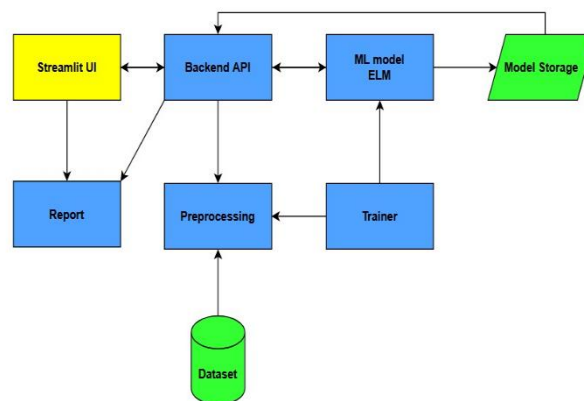 Streamlit UI
Backend API
ML model
ELM
Model Storage
Report
Preprocessing
Trainer
Dataset